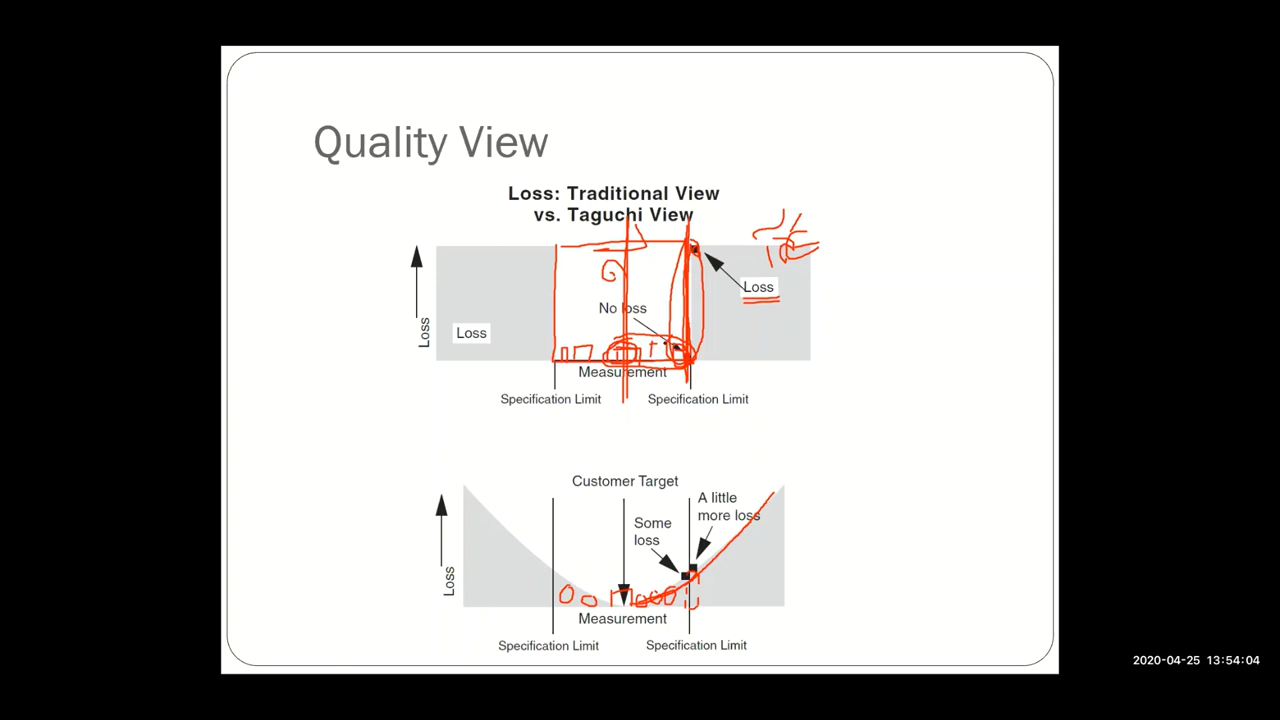 Quality View
Loss: Traditional View
vs. Taguchi View
Loss
Loss
No loss
Loss
Measurement
Specification Limit
Specification Limit
Customer Target
Loss
Some
loss
A little
more loss
Measurement
Specification Limit
Specification Limit
2020-04-25 13:54:04